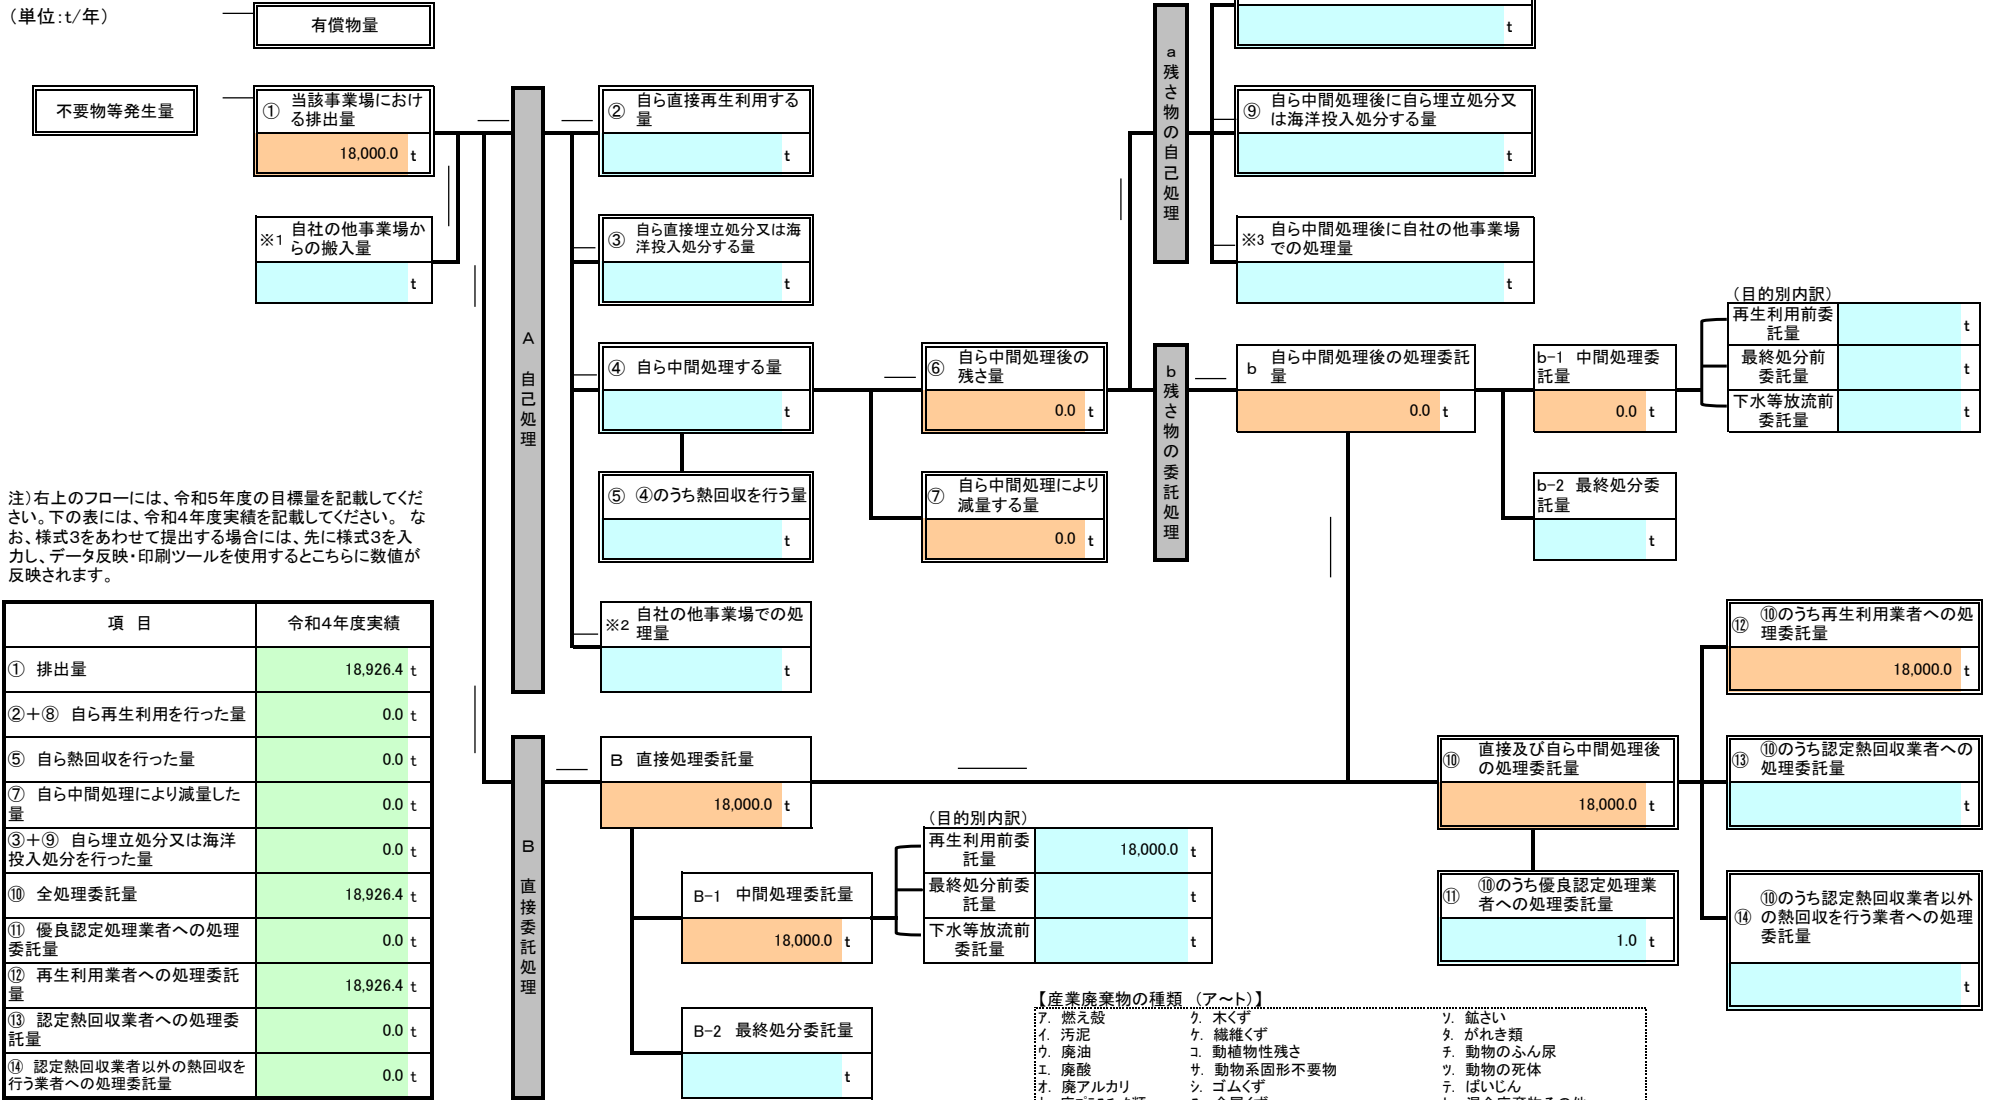 (単位:t/年)
有償物量
不要物等発生量
① 当該事業場におけ
る排出量
18,000.0 t
※1 自社の他事業場か
らの搬入量
t
A 自己処理
② 自ら直接再生利用する
量
t
③ 自ら直接埋立処分又は海
洋投入処分する量
t
④ 自ら中間処理する量
t
⑤ ④のうち熱回収を行う量
t
※2 自社の他事業場での処
理量
t
⑥ 自ら中間処理後の
残さ量
0.0 t
⑦ 自ら中間処理により
減量する量
0.0 t
a 残さ物の自己処理
t
⑨ 自ら中間処理後に自ら埋立処分又
は海洋投入処分する量
t
※3 自ら中間処理後に自社の他事業場
での処理量
t
b 残さ物の委託処理
b 自ら中間処理後の処理委託
量
0.0 t
b-1 中間処理委
託量
0.0 t
b-2 最終処分委
託量
t
(目的別内訳)
再生利用前委
託量
t
最終処分前
委託量
t
下水等放流前
委託量
t
注)右上のフローには、令和5年度の目標量を記載してくだ
さい。下の表には、令和4年度実績を記載してください。 な
お、様式3をあわせて提出する場合には、先に様式3を入
力し、データ反映・印刷ツールを使用するとこちらに数値が
反映されます。
項 目 令和4年度実績
① 排出量 18,926.4 t
②+⑧ 自ら再生利用を行った量 0.0 t
⑤ 自ら熱回収を行った量 0.0 t
⑦ 自ら中間処理により減量した
量 0.0 t
③+⑨ 自ら埋立処分又は海洋
投入処分を行った量 0.0 t
⑩ 全処理委託量 18,926.4 t
⑪ 優良認定処理業者への処理
委託量 0.0 t
⑫ 再生利用業者への処理委託
量 18,926.4 t
⑬ 認定熱回収業者への処理委
託量 0.0 t
⑭ 認定熱回収業者以外の熱回収を
行う業者への処理委託量 0.0 t
B 直接委託処理
B 直接処理委託量
18,000.0 t
B-1 中間処理委託量
18,000.0 t
B-2 最終処分委託量
t
(目的別内訳)
再生利用前委
託量
18,000.0 t
最終処分前委
託量
t
下水等放流前
委託量
t
⑩ 直接及び自ら中間処理後
の処理委託量
18,000.0 t
⑪ ⑩のうち優良認定処理業
者への処理委託量
1.0 t
⑫ ⑩のうち再生利用業者への処
理委託量
18,000.0 t
⑬ ⑩のうち認定熱回収業者への
処理委託量
t
⑭ ⑩のうち認定熱回収業者以外
の熱回収を行う業者への処理
委託量
t
【産業廃棄物の種類 (ア~ト)】
ア. 燃え殻 ク. 木くず ソ. 鉱さい
イ. 汚泥 ケ. 繊維くず タ. がれき類
ウ. 廃油 コ. 動植物性残さ チ. 動物のふん尿
エ. 廃酸 サ. 動物系固形不要物 ツ. 動物の死体
オ. 廃アルカリ シ. ゴムくず テ. ばいじん